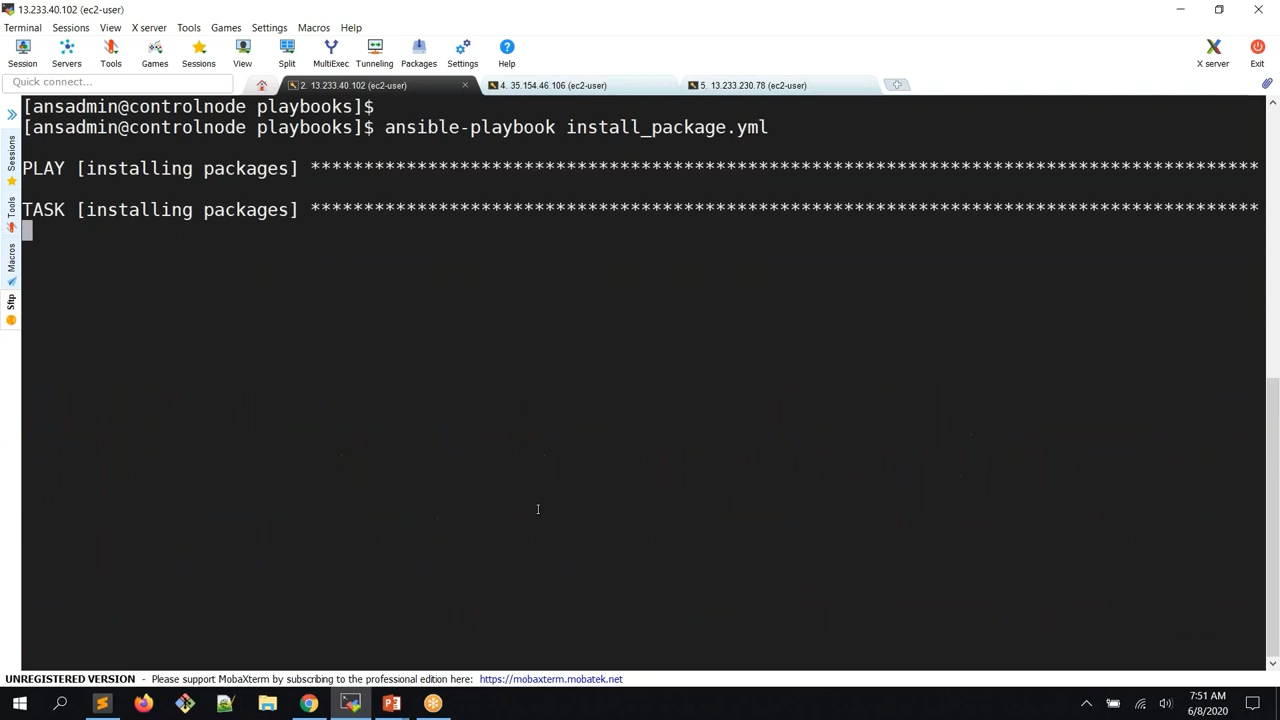 13.233.40.102 (ec2-user)
Terminal Sessions View X server Tools Games Settings Macros Help
Session Servers Tools Games Sessions View Split MultiExec Tunneling Packages Settings Help X server Exit
Quick connect... 2. 13.233.40.102 (ec2-user) 4. 35.154.46.106 (ec2-user) 5. 13.233.230.78 (ec2-user)
Sessions
Tools
Macros
Sftp
[ansadmin@controlnode playbooks]$
[ansadmin@controlnode playbooks]$ ansible-playbook install_package.yml
PLAY [installing packages] *****************************************************************************************
TASK [installing packages] *****************************************************************************************
UNREGISTERED VERSION - Please support MobaXterm by subscribing to the professional edition here: https://mobaxterm.mobatek.net
7:51 AM
6/8/2020